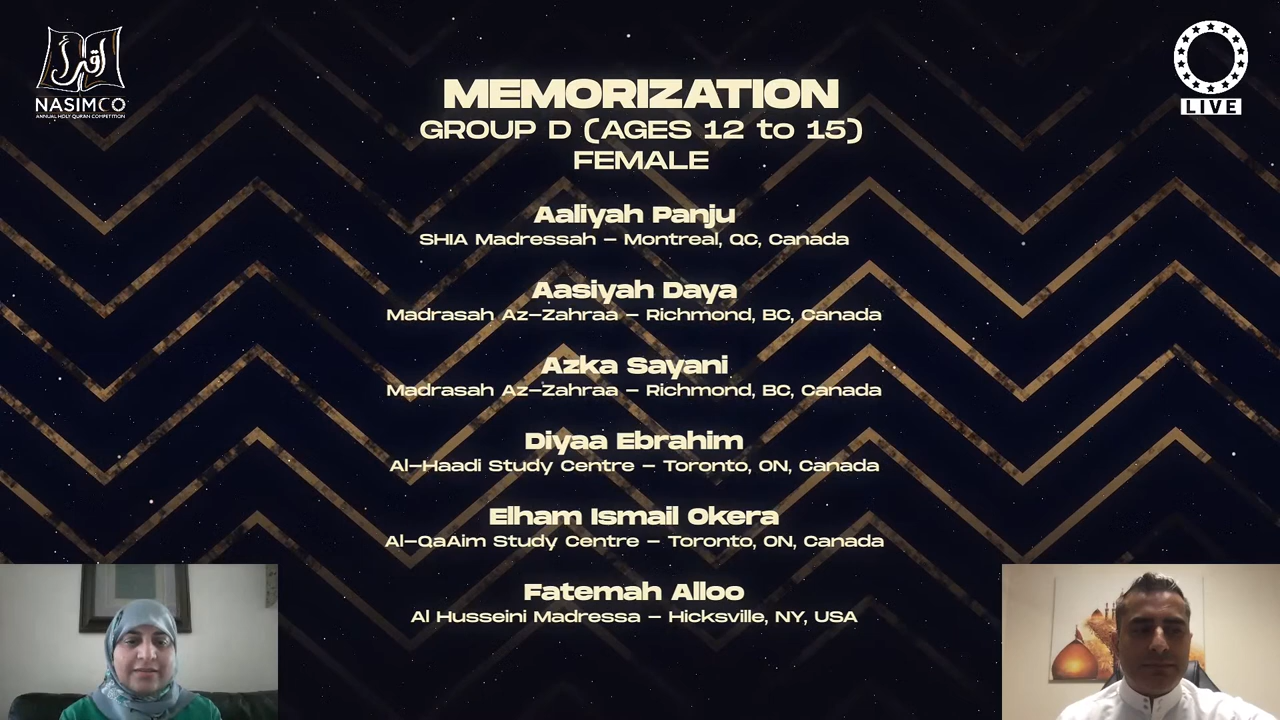 اقرأ
NASIMCO
ANNUAL HOLY QURAN COMPETITION
LIVE
MEMORIZATION
GROUP D (AGES 12 to 15)
FEMALE
Aaliyah Panju
SHIA Madressah – Montreal, QC, Canada
Aasiyah Daya
Madrasah Az-Zahraa – Richmond, BC, Canada
Azka Sayani
Madrasah Az-Zahraa – Richmond, BC, Canada
Diyaa Ebrahim
Al-Haadi Study Centre – Toronto, ON, Canada
Elham Ismail Okera
Al-QaAim Study Centre – Toronto, ON, Canada
Fatemah Alloo
Al Husseini Madressa – Hicksville, NY, USA